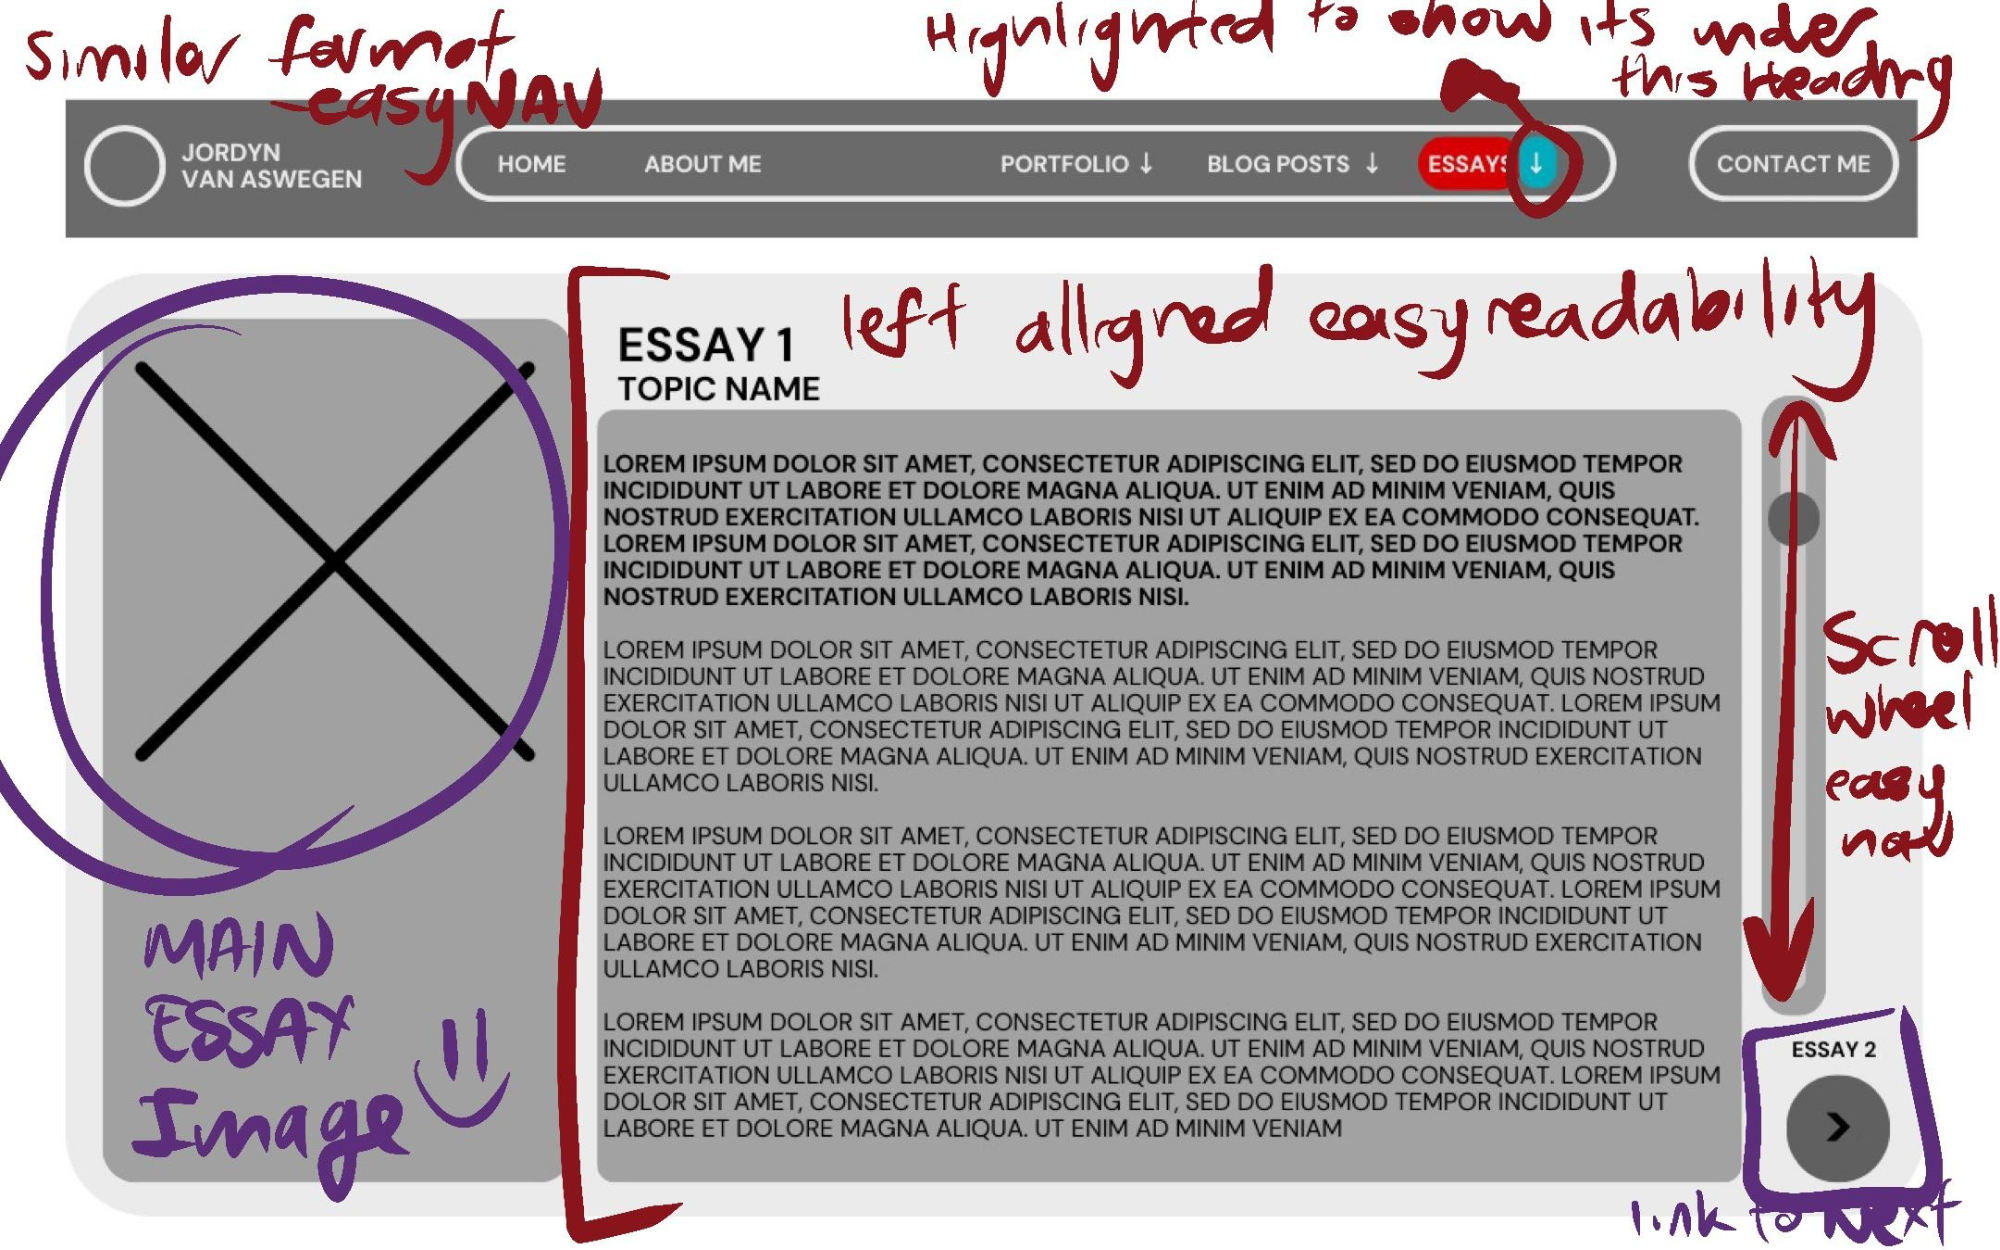 Similar format
-easyNAV
Highlighted to show its under
this Heading
JORDYN
VAN ASWEGEN
HOME
ABOUT ME
PORTFOLIO ↓
BLOG POSTS ↓
ESSAYS ↓
CONTACT ME
left alligned easy readability
ESSAY 1
TOPIC NAME
LOREM IPSUM DOLOR SIT AMET, CONSECTETUR ADIPISCING ELIT, SED DO EIUSMOD TEMPOR
INCIDIDUNT UT LABORE ET DOLORE MAGNA ALIQUA. UT ENIM AD MINIM VENIAM, QUIS
NOSTRUD EXERCITATION ULLAMCO LABORIS NISI UT ALIQUIP EX EA COMMODO CONSEQUAT.
LOREM IPSUM DOLOR SIT AMET, CONSECTETUR ADIPISCING ELIT, SED DO EIUSMOD TEMPOR
INCIDIDUNT UT LABORE ET DOLORE MAGNA ALIQUA. UT ENIM AD MINIM VENIAM, QUIS
NOSTRUD EXERCITATION ULLAMCO LABORIS NISI.
LOREM IPSUM DOLOR SIT AMET, CONSECTETUR ADIPISCING ELIT, SED DO EIUSMOD TEMPOR
INCIDIDUNT UT LABORE ET DOLORE MAGNA ALIQUA. UT ENIM AD MINIM VENIAM, QUIS NOSTRUD
EXERCITATION ULLAMCO LABORIS NISI UT ALIQUIP EX EA COMMODO CONSEQUAT. LOREM IPSUM
DOLOR SIT AMET, CONSECTETUR ADIPISCING ELIT, SED DO EIUSMOD TEMPOR INCIDIDUNT UT
LABORE ET DOLORE MAGNA ALIQUA. UT ENIM AD MINIM VENIAM, QUIS NOSTRUD EXERCITATION
ULLAMCO LABORIS NISI.
LOREM IPSUM DOLOR SIT AMET, CONSECTETUR ADIPISCING ELIT, SED DO EIUSMOD TEMPOR
INCIDIDUNT UT LABORE ET DOLORE MAGNA ALIQUA. UT ENIM AD MINIM VENIAM, QUIS NOSTRUD
EXERCITATION ULLAMCO LABORIS NISI UT ALIQUIP EX EA COMMODO CONSEQUAT. LOREM IPSUM
DOLOR SIT AMET, CONSECTETUR ADIPISCING ELIT, SED DO EIUSMOD TEMPOR INCIDIDUNT UT
LABORE ET DOLORE MAGNA ALIQUA. UT ENIM AD MINIM VENIAM, QUIS NOSTRUD EXERCITATION
ULLAMCO LABORIS NISI.
LOREM IPSUM DOLOR SIT AMET, CONSECTETUR ADIPISCING ELIT, SED DO EIUSMOD TEMPOR
INCIDIDUNT UT LABORE ET DOLORE MAGNA ALIQUA. UT ENIM AD MINIM VENIAM, QUIS NOSTRUD
EXERCITATION ULLAMCO LABORIS NISI UT ALIQUIP EX EA COMMODO CONSEQUAT. LOREM IPSUM
DOLOR SIT AMET, CONSECTETUR ADIPISCING ELIT, SED DO EIUSMOD TEMPOR INCIDIDUNT UT
LABORE ET DOLORE MAGNA ALIQUA. UT ENIM AD MINIM VENIAM
Scroll
wheel
easy
nav
MAIN
ESSAY
Image
ESSAY 2
link to Next